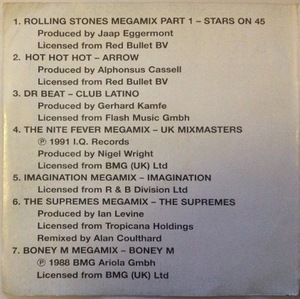 1. ROLLING STONES MEGAMIX PART 1 – STARS ON 45
Produced by Jaap Eggermont
Licensed from Red Bullet BV
2. HOT HOT HOT – ARROW
Produced by Alphonsus Cassell
Licensed from Red Bullet BV
3. DR BEAT – CLUB LATINO
Produced by Gerhard Kamfe
Licensed from Flash Music Gmbh
4. THE NITE FEVER MEGAMIX – UK MIXMASTERS
℗ 1991 I.Q. Records
Produced by Nigel Wright
Licensed from BMG (UK) Ltd
5. IMAGINATION MEGAMIX – IMAGINATION
Licensed from R & B Division Ltd
6. THE SUPREMES MEGAMIX – THE SUPREMES
Produced by Ian Levine
Licensed from Tropicana Holdings
Remixed by Alan Coulthard
7. BONEY M MEGAMIX – BONEY M
℗ 1988 BMG Ariola GmbH
Licensed from BMG (UK) Ltd